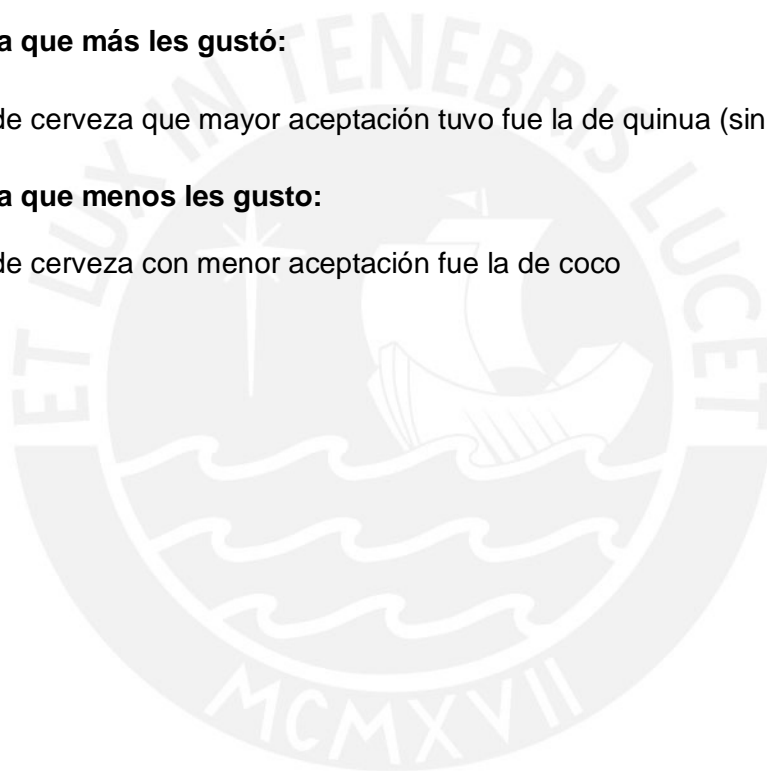 a que más les gustó:
de cerveza que mayor aceptación tuvo fue la de quinua (sin
a que menos les gusto:
de cerveza con menor aceptación fue la de coco
ET LUX IN TENEBRIS LUCET
MCMXVII